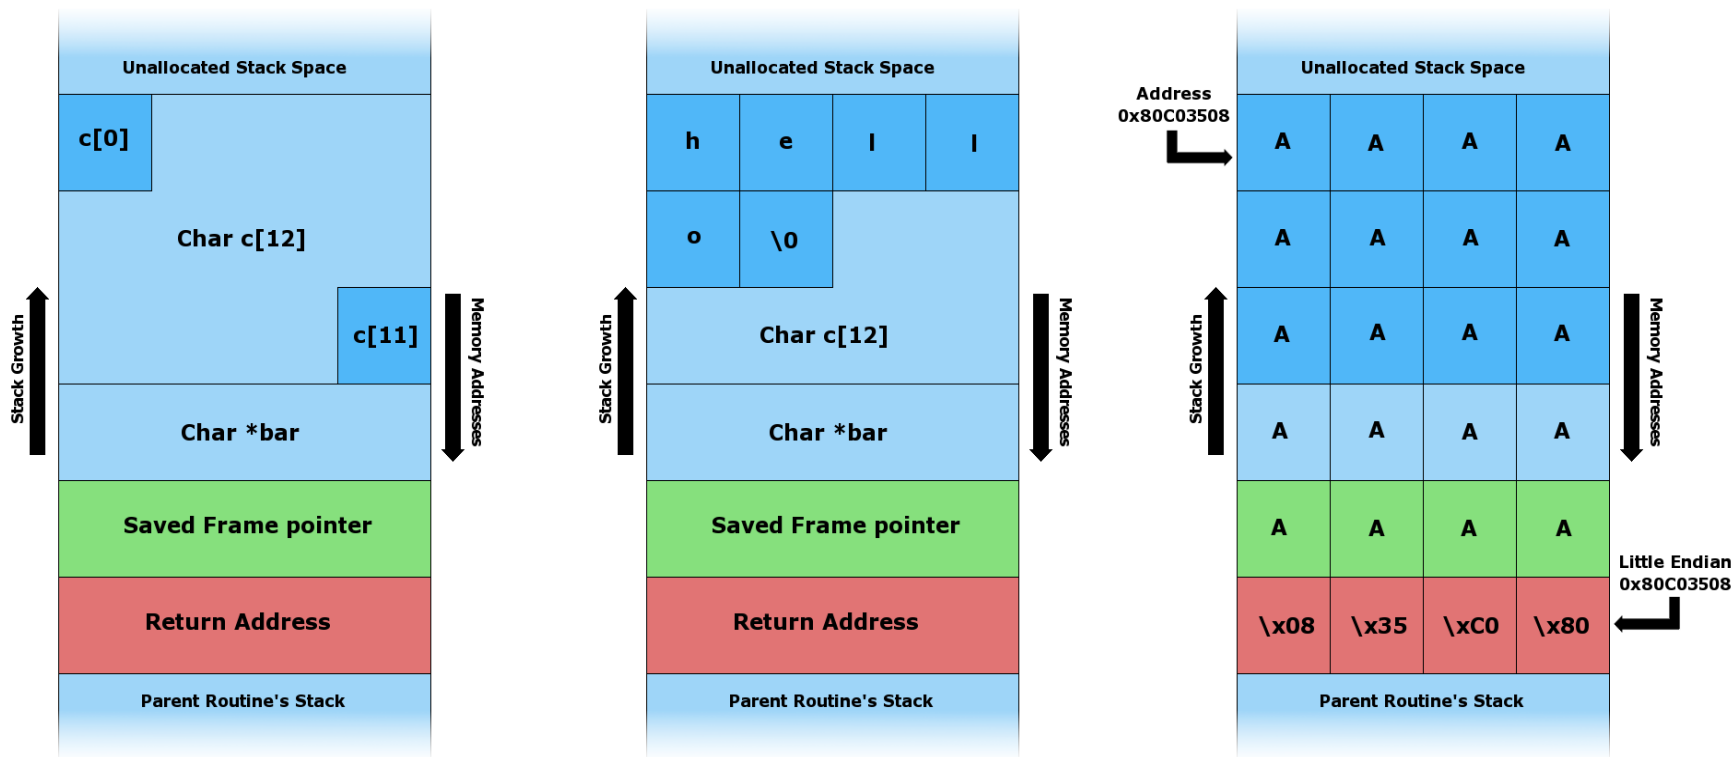 Unallocated Stack Space
c[0]
Char c[12]
c[11]
Stack Growth
Memory Addresses
Char *bar
Saved Frame pointer
Return Address
Parent Routine's Stack
Unallocated Stack Space
h e l l
o \0
Char c[12]
Stack Growth
Memory Addresses
Char *bar
Saved Frame pointer
Return Address
Parent Routine's Stack
Unallocated Stack Space
Address
0x80C03508
A A A A
A A A A
A A A A
Stack Growth
Memory Addresses
A A A A
A A A A
Little Endian
0x80C03508
\x08 \x35 \xC0 \x80
Parent Routine's Stack